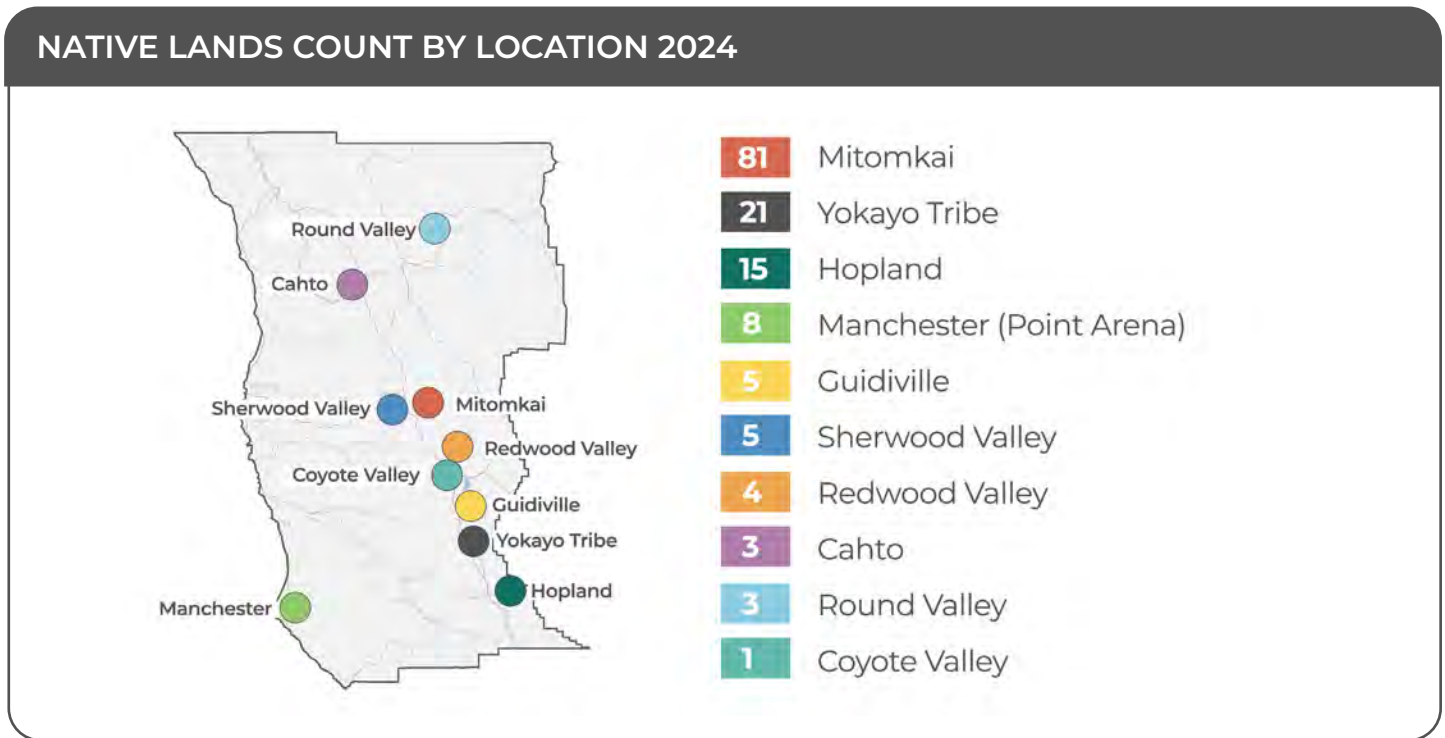 NATIVE LANDS COUNT BY LOCATION 2024
Round Valley
Cahto
Sherwood Valley
Mitomkai
Redwood Valley
Coyote Valley
Guidiville
Yokayo Tribe
Hopland
Manchester
81 Mitomkai
21 Yokayo Tribe
15 Hopland
8 Manchester (Point Arena)
5 Guidiville
5 Sherwood Valley
4 Redwood Valley
3 Cahto
3 Round Valley
1 Coyote Valley